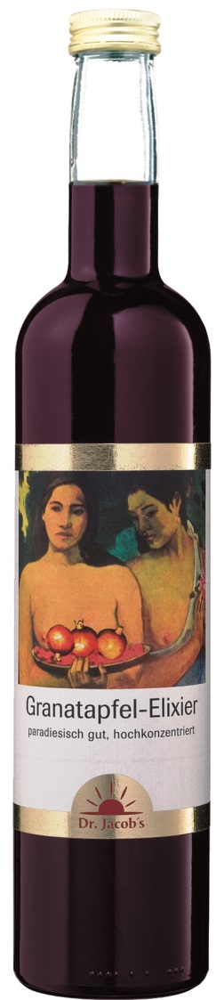 Granatapfel-Elixier
paradiesisch gut, hochkonzentriert
Dr. Jacob's